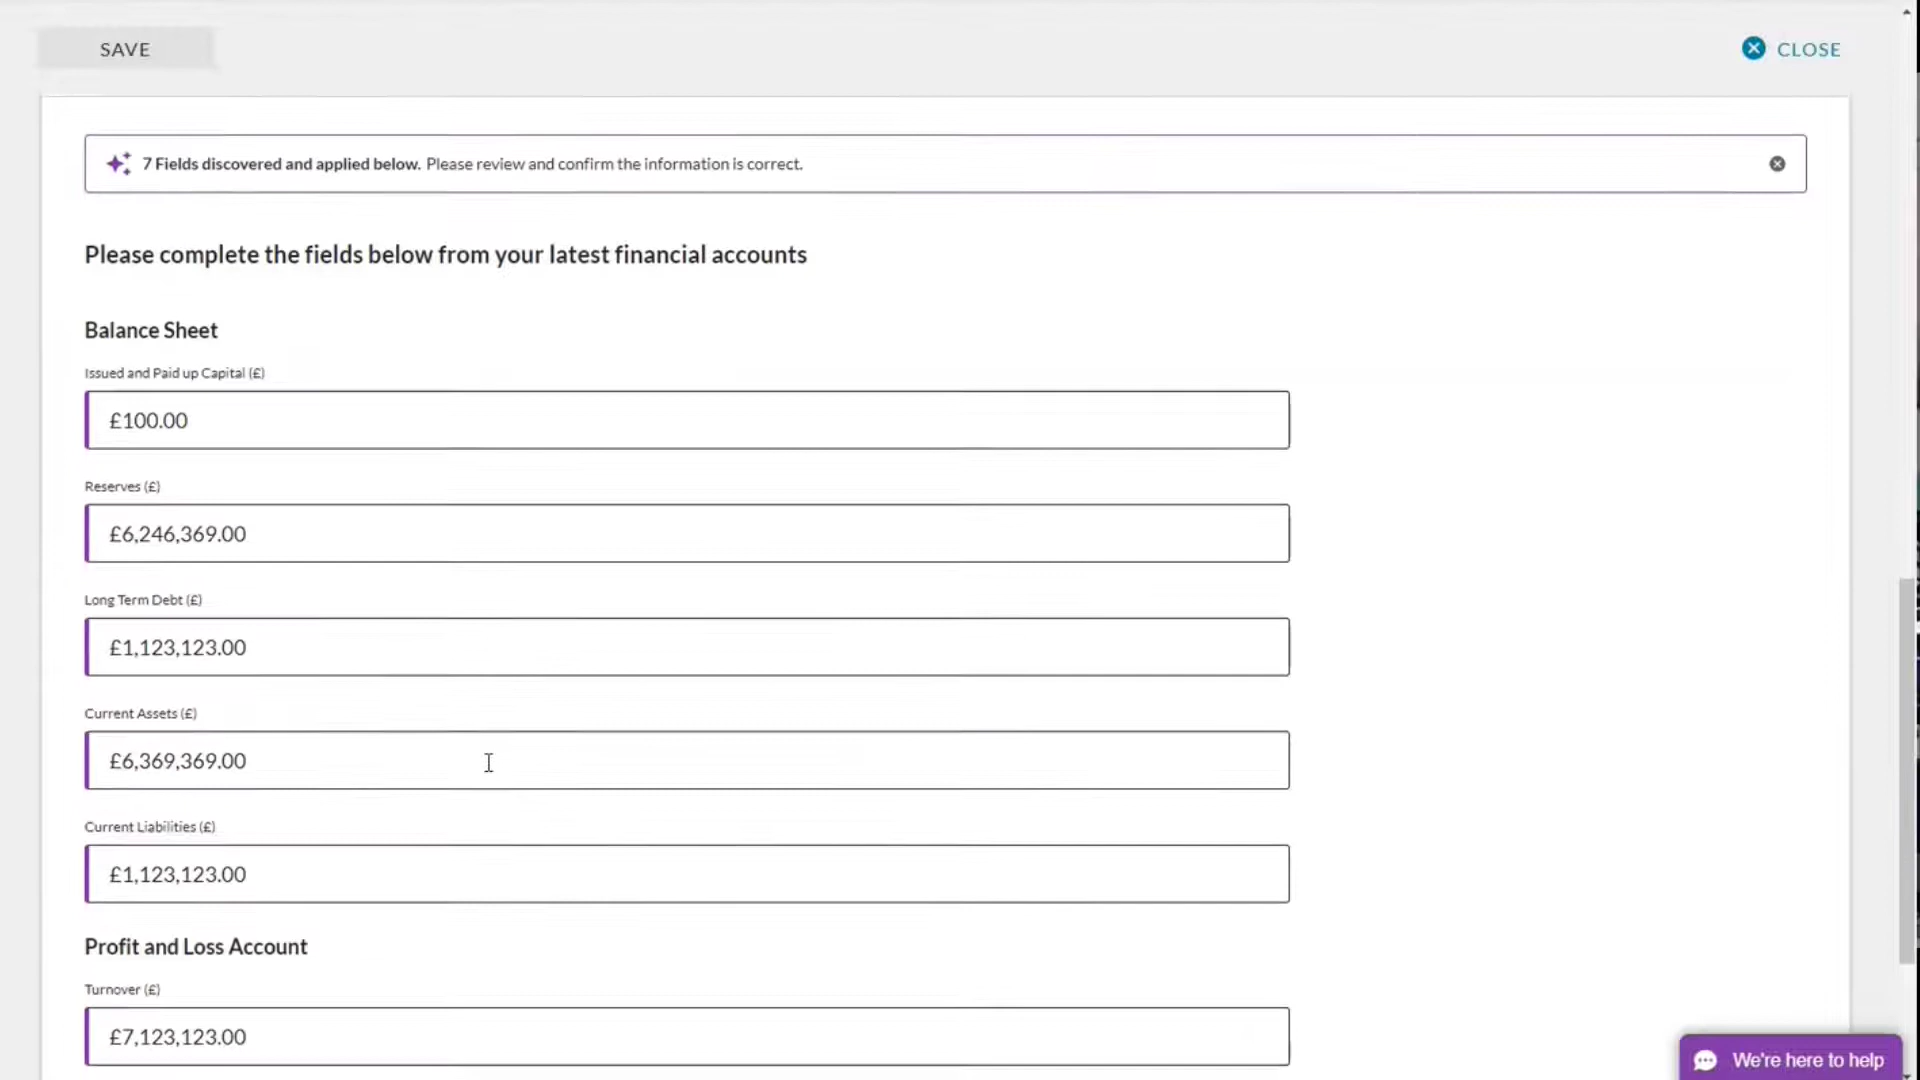 SAVE
CLOSE
7 Fields discovered and applied below. Please review and confirm the information is correct.
Please complete the fields below from your latest financial accounts
Balance Sheet
Issued and Paid up Capital (£)
£100.00
Reserves (£)
£6,246,369.00
Long Term Debt (£)
£1,123,123.00
Current Assets (£)
£6,369,369.00
Current Liabilities (£)
£1,123,123.00
Profit and Loss Account
Turnover (£)
£7,123,123.00
We're here to help